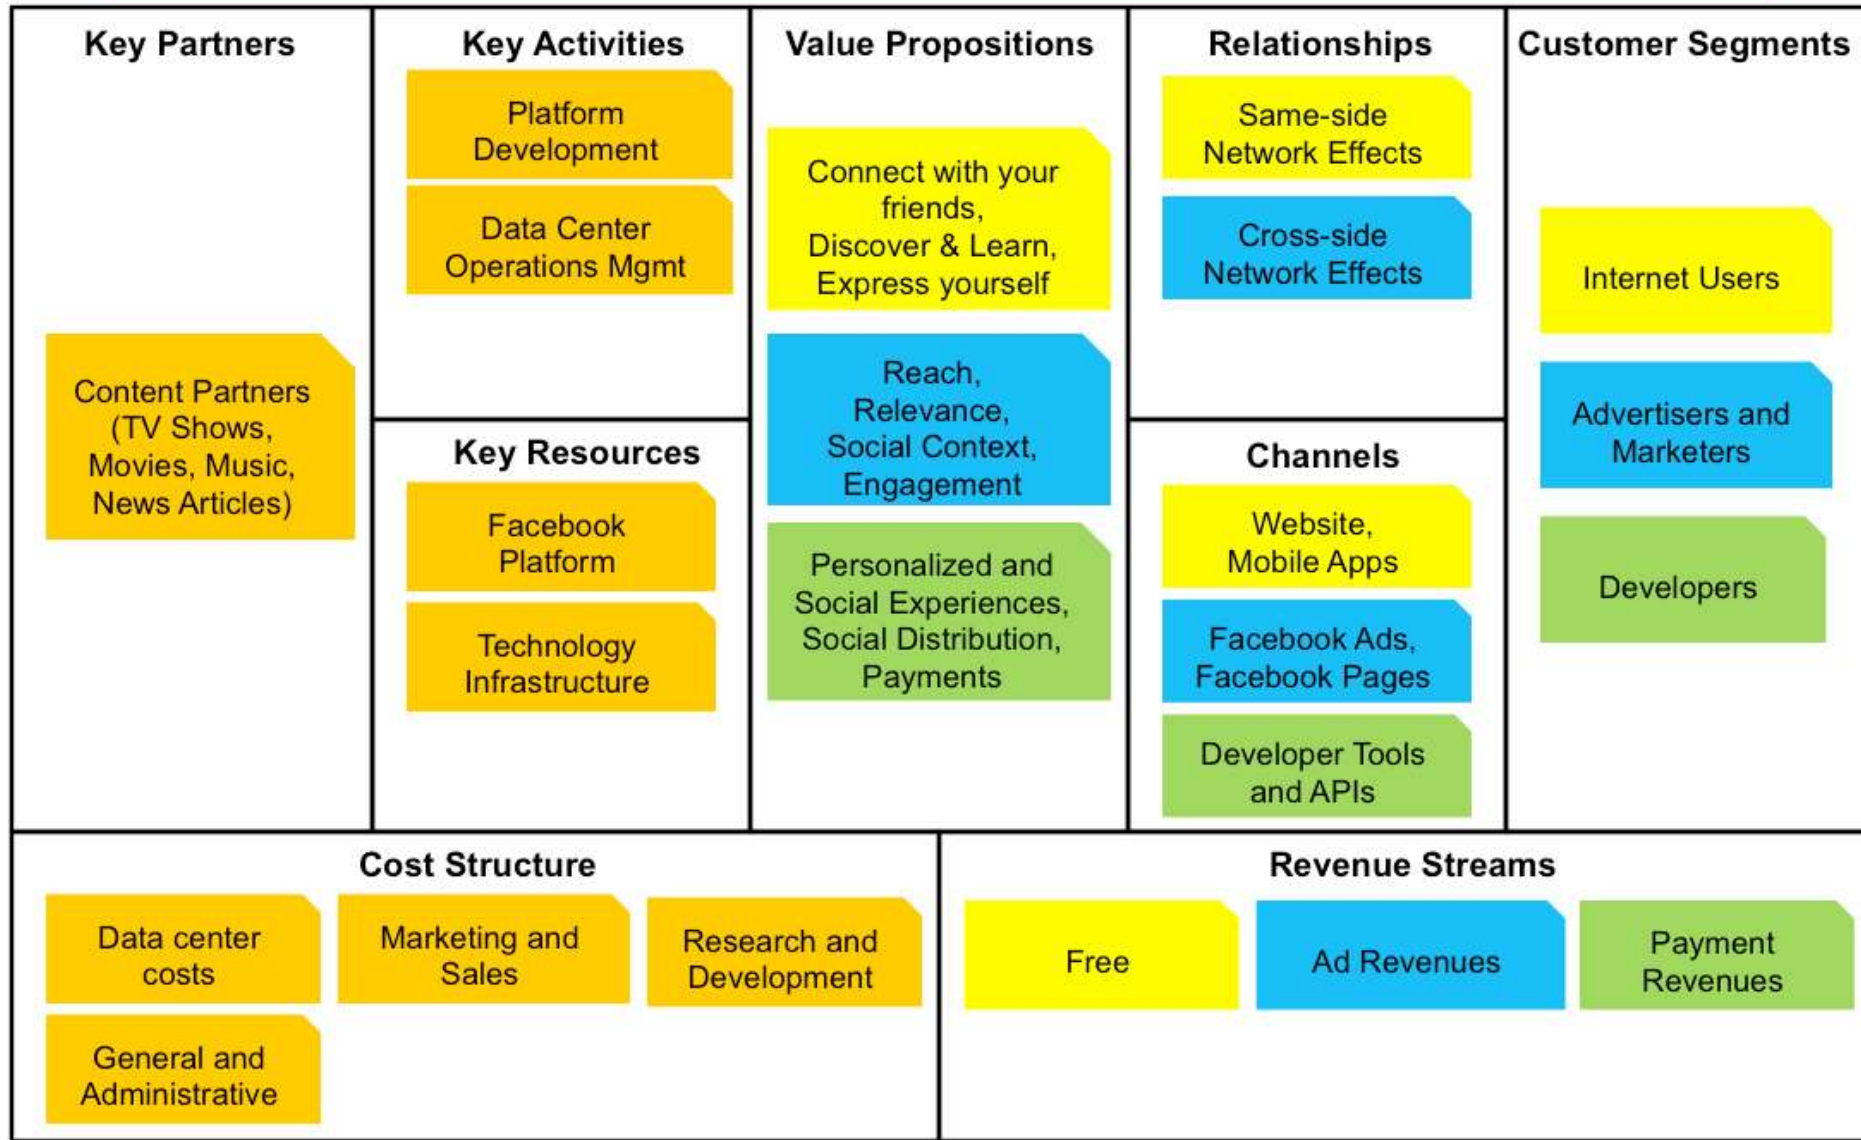 Key Partners
Content Partners
(TV Shows,
Movies, Music,
News Articles)
Key Activities
Platform
Development
Data Center
Operations Mgmt
Key Resources
Facebook
Platform
Technology
Infrastructure
Value Propositions
Connect with your
friends,
Discover & Learn,
Express yourself
Reach,
Relevance,
Social Context,
Engagement
Personalized and
Social Experiences,
Social Distribution,
Payments
Relationships
Same-side
Network Effects
Cross-side
Network Effects
Channels
Website,
Mobile Apps
Facebook Ads,
Facebook Pages
Developer Tools
and APIs
Customer Segments
Internet Users
Advertisers and
Marketers
Developers
Cost Structure
Data center
costs
Marketing and
Sales
Research and
Development
General and
Administrative
Revenue Streams
Free
Ad Revenues
Payment
Revenues